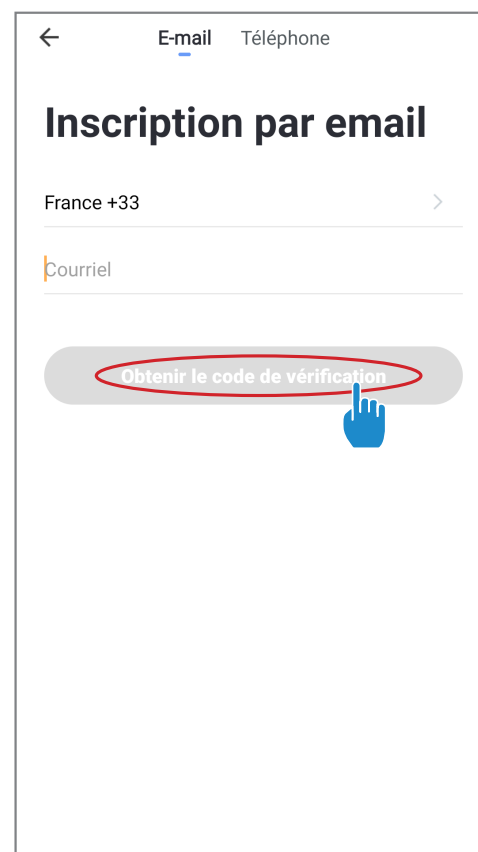 E-mail Téléphone
Inscription par email
France +33
Courriel
Obtenir le code de vérification